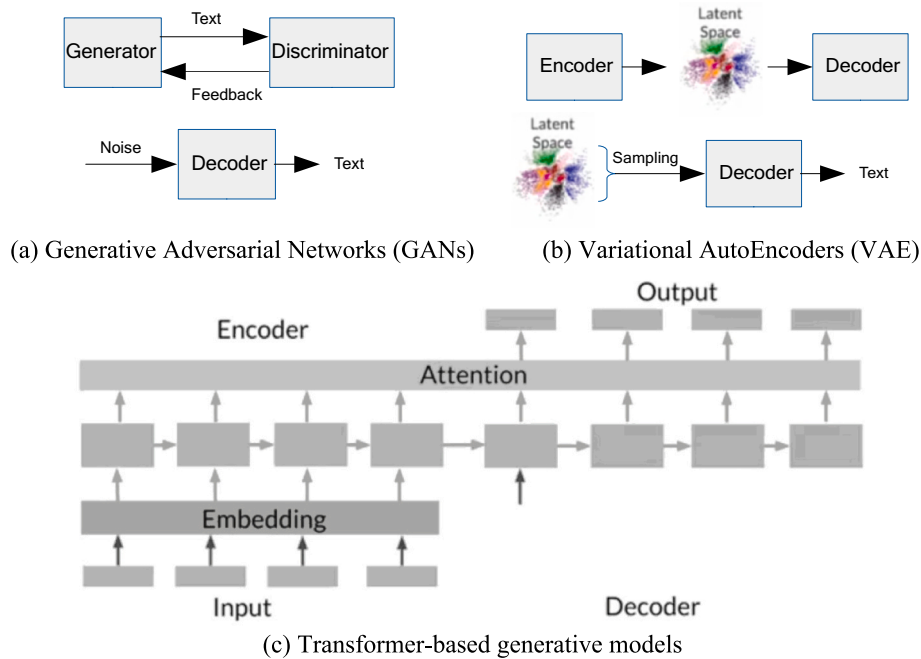 Text
Generator
Discriminator
Feedback
Noise
Decoder
Text
(a) Generative Adversarial Networks (GANs)
Latent
Space
Encoder
Decoder
Latent
Space
Sampling
Decoder
Text
(b) Variational AutoEncoders (VAE)
Output
Encoder
Attention
Embedding
Input
Decoder
(c) Transformer-based generative models